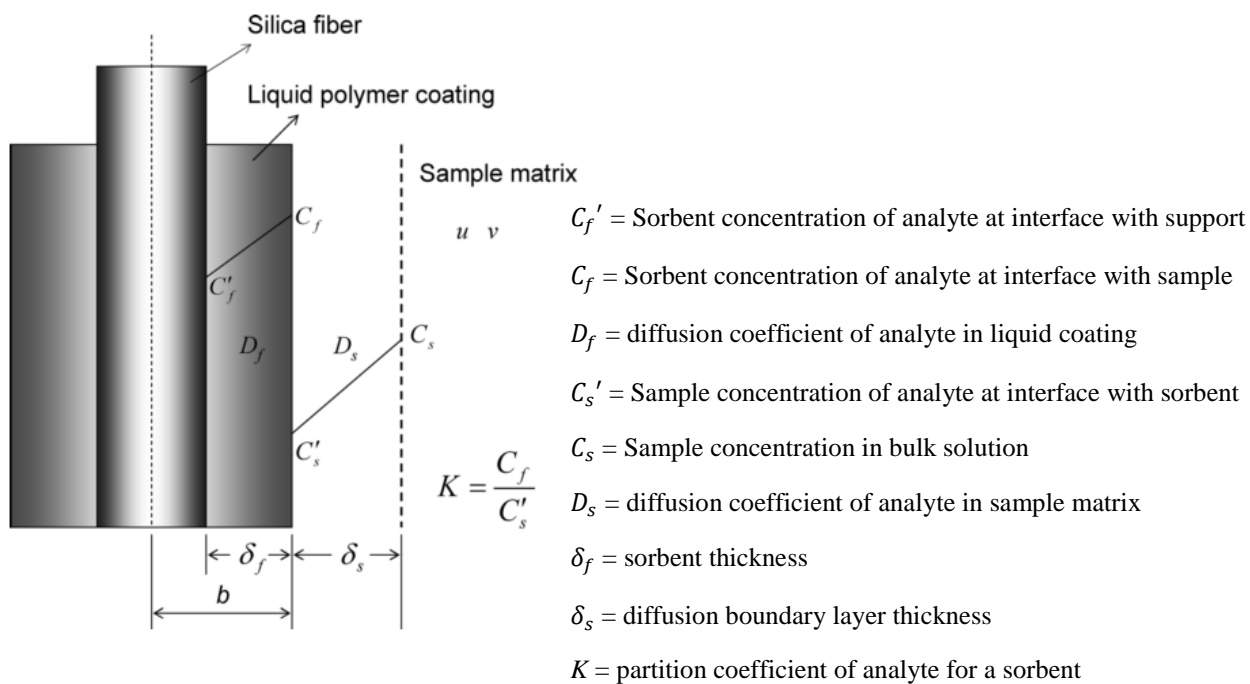 Silica fiber
Liquid polymer coating
Sample matrix
C_f
u v
C'_f
D_f
D_s
C_s
C'_s
K = C_f / C'_s
δ_f
δ_s
b
C_f' = Sorbent concentration of analyte at interface with support
C_f = Sorbent concentration of analyte at interface with sample
D_f = diffusion coefficient of analyte in liquid coating
C_s' = Sample concentration of analyte at interface with sorbent
C_s = Sample concentration in bulk solution
D_s = diffusion coefficient of analyte in sample matrix
δ_f = sorbent thickness
δ_s = diffusion boundary layer thickness
K = partition coefficient of analyte for a sorbent